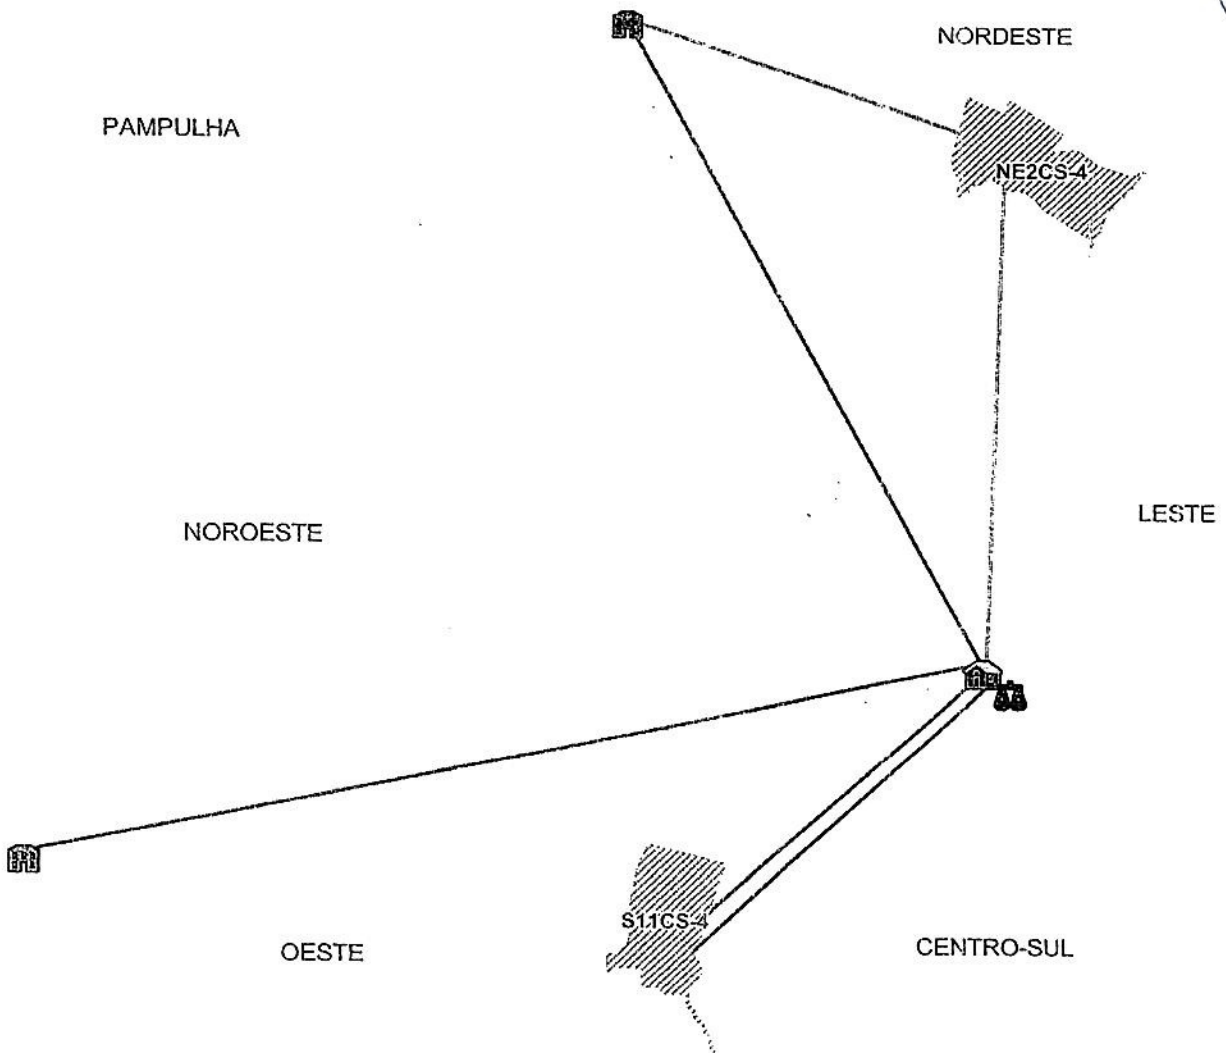 NORDESTE
PAMPULHA
NE2CS-4
LESTE
NOROESTE
S11CS-4
OESTE
CENTRO-SUL